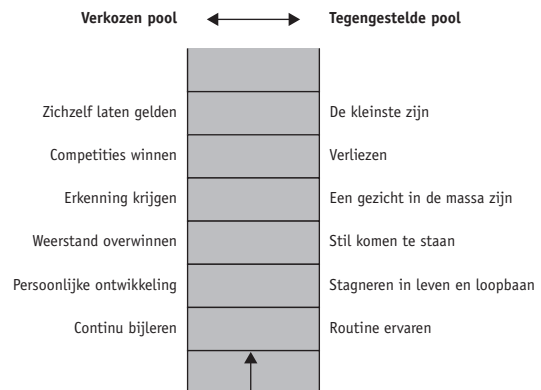 Verkozen pool Tegengestelde pool
Zichzelf laten gelden De kleinste zijn
Competities winnen Verliezen
Erkenning krijgen Een gezicht in de massa zijn
Weerstand overwinnen Stil komen te staan
Persoonlijke ontwikkeling Stagneren in leven en loopbaan
Continu bijleren Routine ervaren